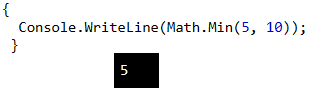 {
Console.WriteLine(Math.Min(5, 10));
}
5